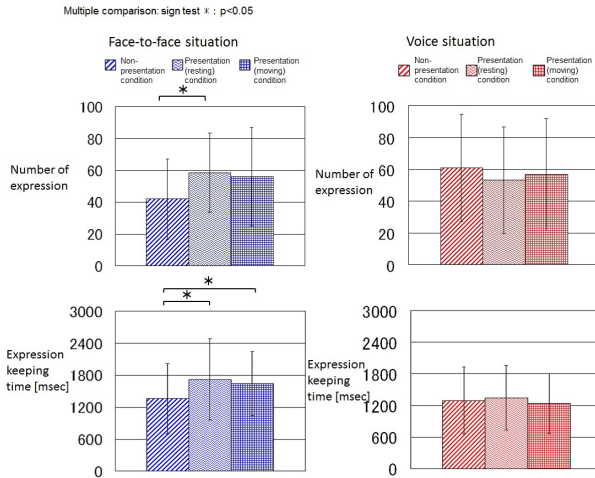 Multiple comparison: sign test *: p<0.05
Face-to-face situation
Non-
presentation
condition
Presentation
(resting)
condition
Presentation
(moving)
condition
*
100
80
60
40
20
0
Number of
expression
*
*
3000
2400
1800
1200
600
0
Expression
keeping
time [msec]
Voice situation
Non-
presentation
condition
Presentation
(resting)
condition
Presentation
(moving)
condition
100
80
60
40
20
0
Number of
expression
3000
2400
1800
1200
600
0
Expression
keeping
time [msec]